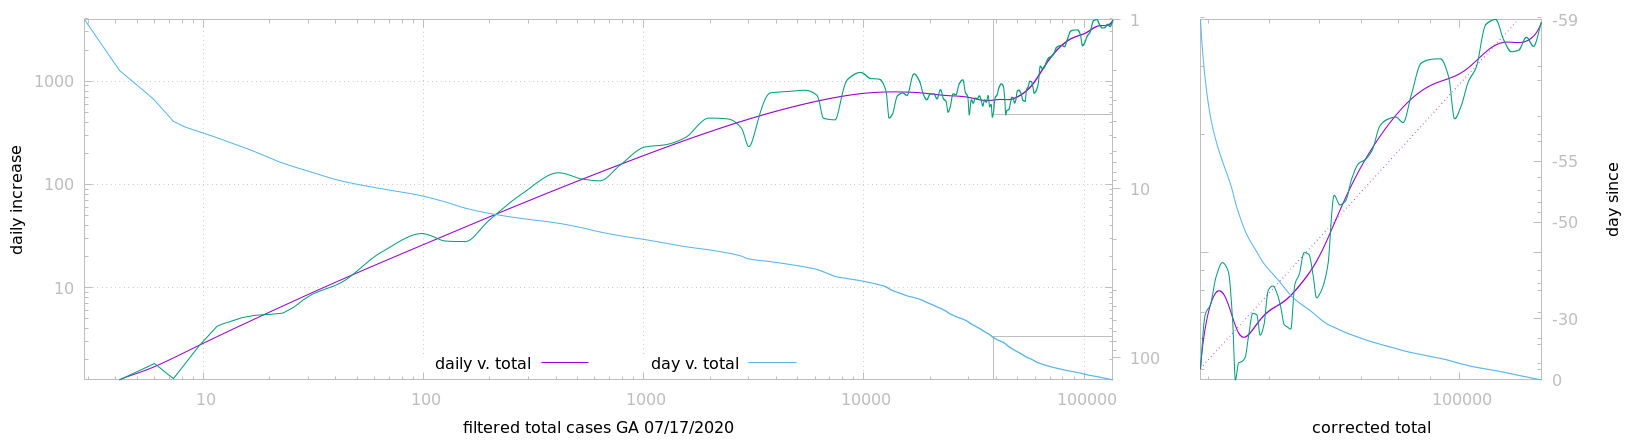 1000
100
10
daily increase
daily v. total
day v. total
1
10
100
10
100
1000
10000
100000
filtered total cases GA 07/17/2020
-59
-55
-50
-30
0
day since
100000
corrected total